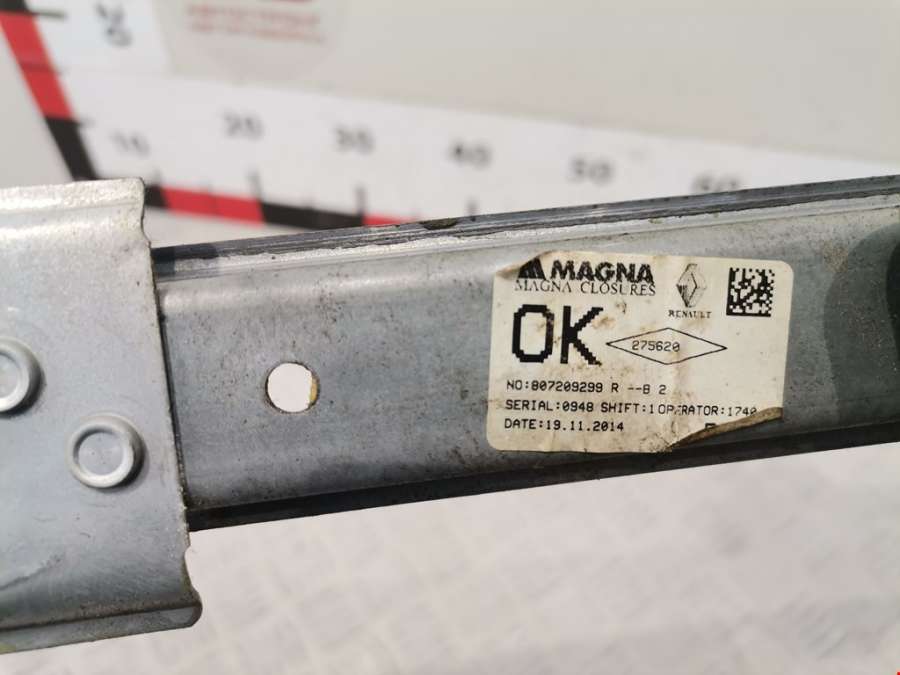 10 20 30 40 50 60
MAGNA
MAGNA CLOSURES
RENAULT
OK
275620
NO:807209299 R --B 2
SERIAL:0948 SHIFT:1 OPERATOR:1740
DATE:19.11.2014